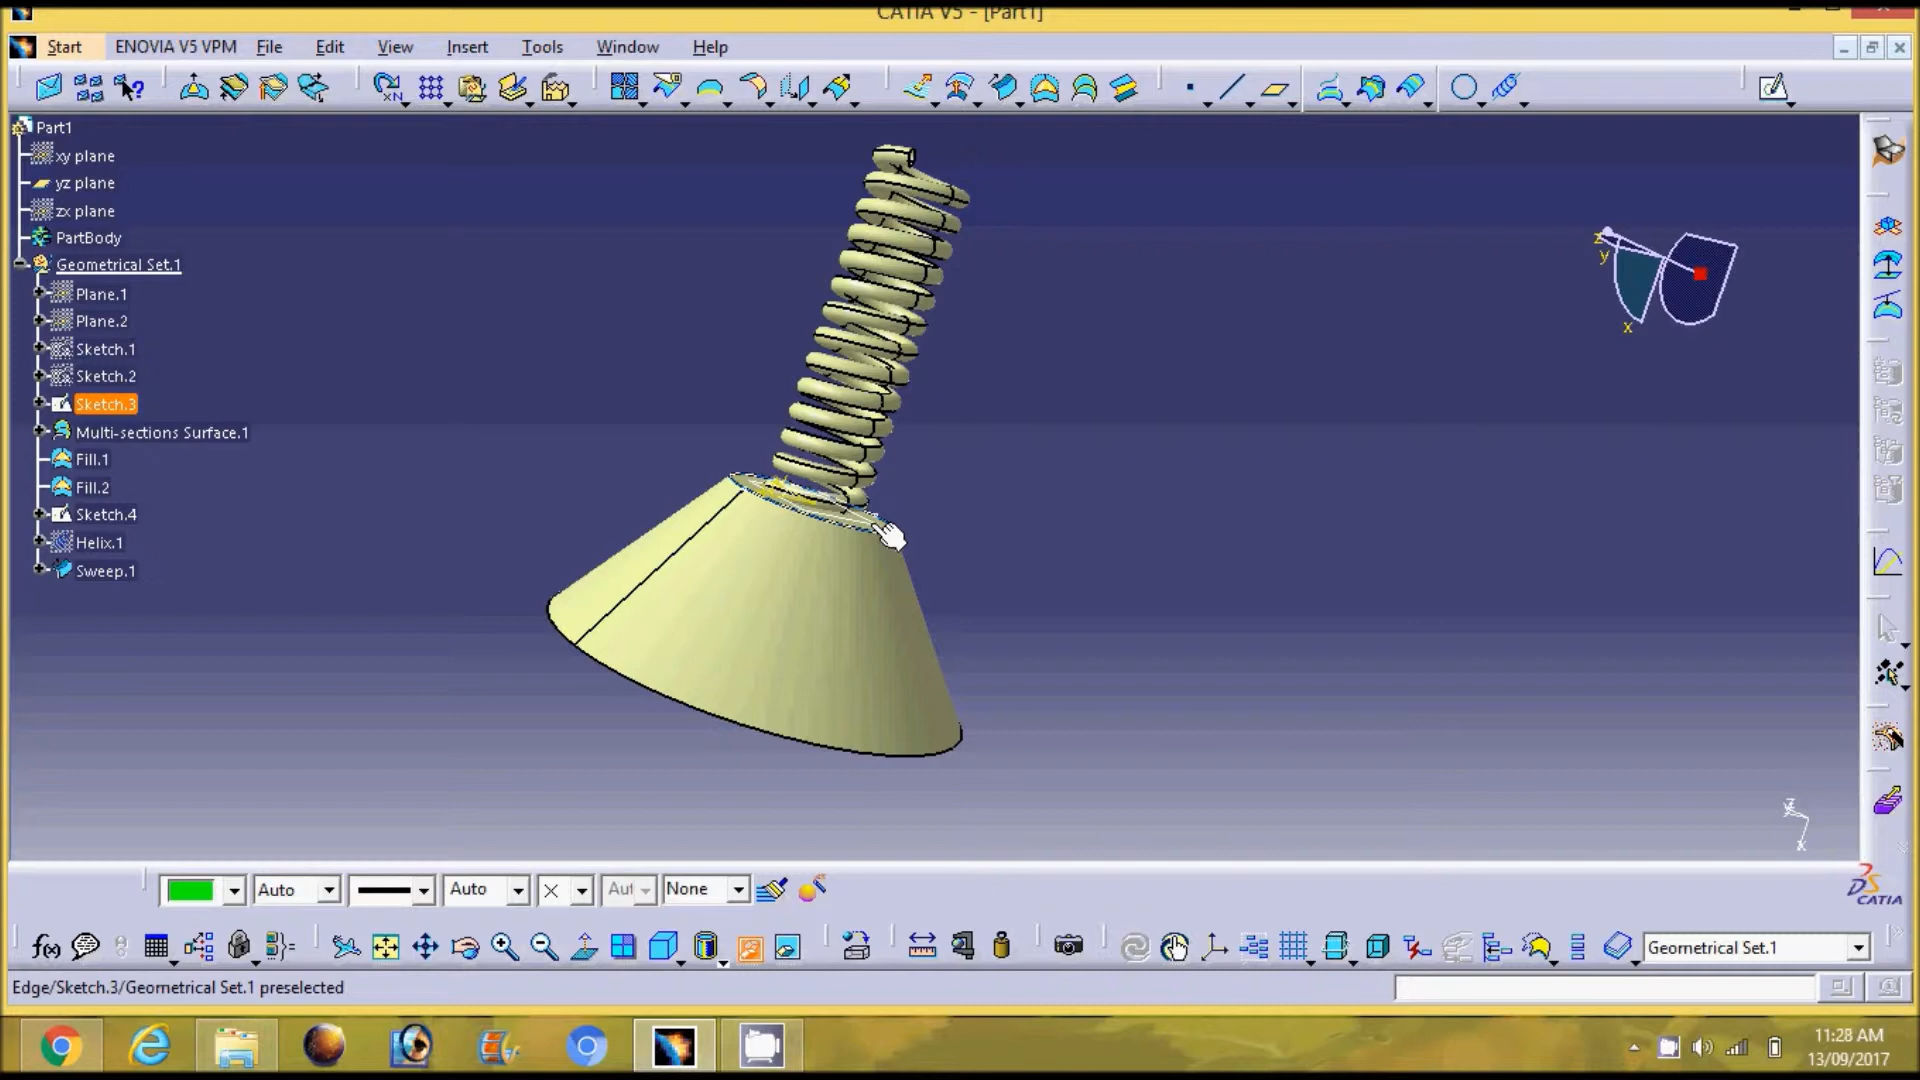 CATIA V5 - [Part1]
Start ENOVIA V5 VPM File Edit View Insert Tools Window Help
Part1
xy plane
yz plane
zx plane
PartBody
Geometrical Set.1
Plane.1
Plane.2
Sketch.1
Sketch.2
Sketch.3
Multi-sections Surface.1
Fill.1
Fill.2
Sketch.4
Helix.1
Sweep.1
z
y
x
z
x
DS
CATIA
Auto Auto Aut None
f(x) Geometrical Set.1
Edge/Sketch.3/Geometrical Set.1 preselected
11:28 AM
13/09/2017